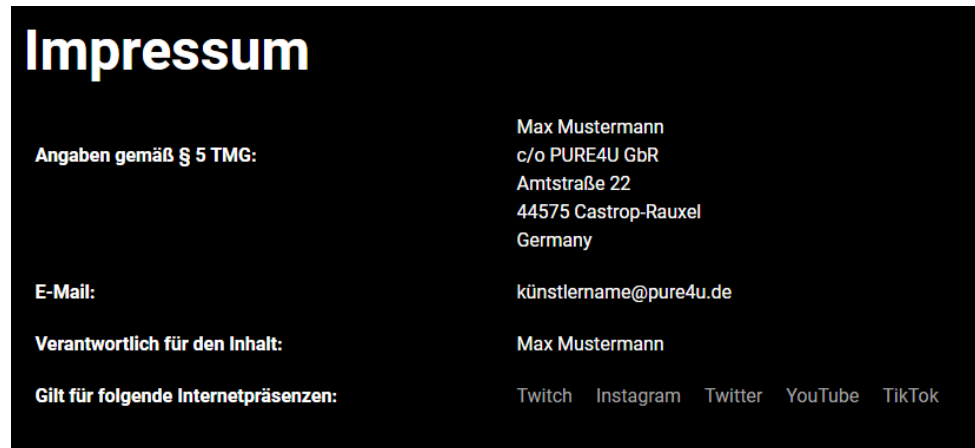 Impressum
Angaben gemäß § 5 TMG:
Max Mustermann
c/o PURE4U GbR
Amtstraße 22
44575 Castrop-Rauxel
Germany
E-Mail: künstlername@pure4u.de
Verantwortlich für den Inhalt: Max Mustermann
Gilt für folgende Internetpräsenzen: Twitch Instagram Twitter YouTube TikTok